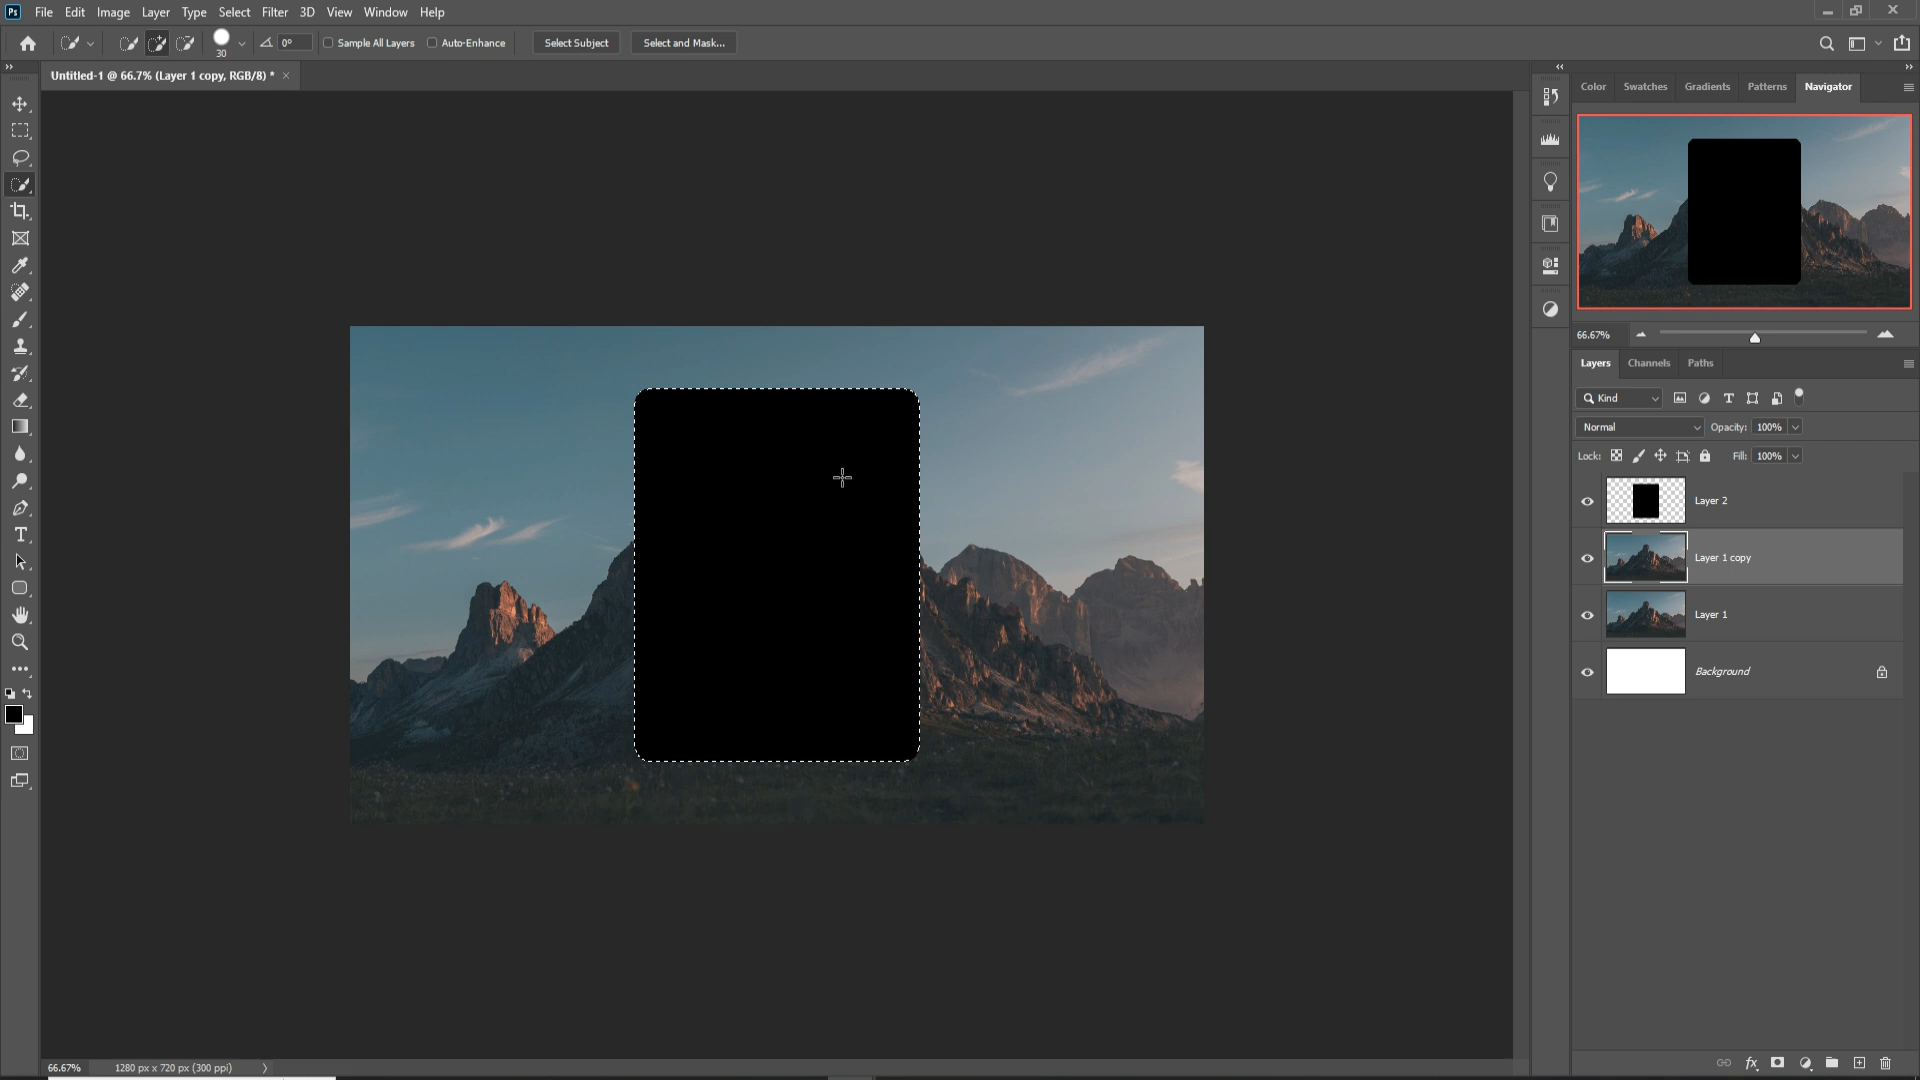 Ps File Edit Image Layer Type Select Filter 3D View Window Help
30 0° Sample All Layers Auto-Enhance Select Subject Select and Mask...
Untitled-1 @ 66.7% (Layer 1 copy, RGB/8) * ×
Color Swatches Gradients Patterns Navigator
66.67%
Layers Channels Paths
Kind
Normal Opacity: 100%
Lock: Fill: 100%
Layer 2
Layer 1 copy
Layer 1
Background
66.67% 1280 px x 720 px (300 ppi)
fx